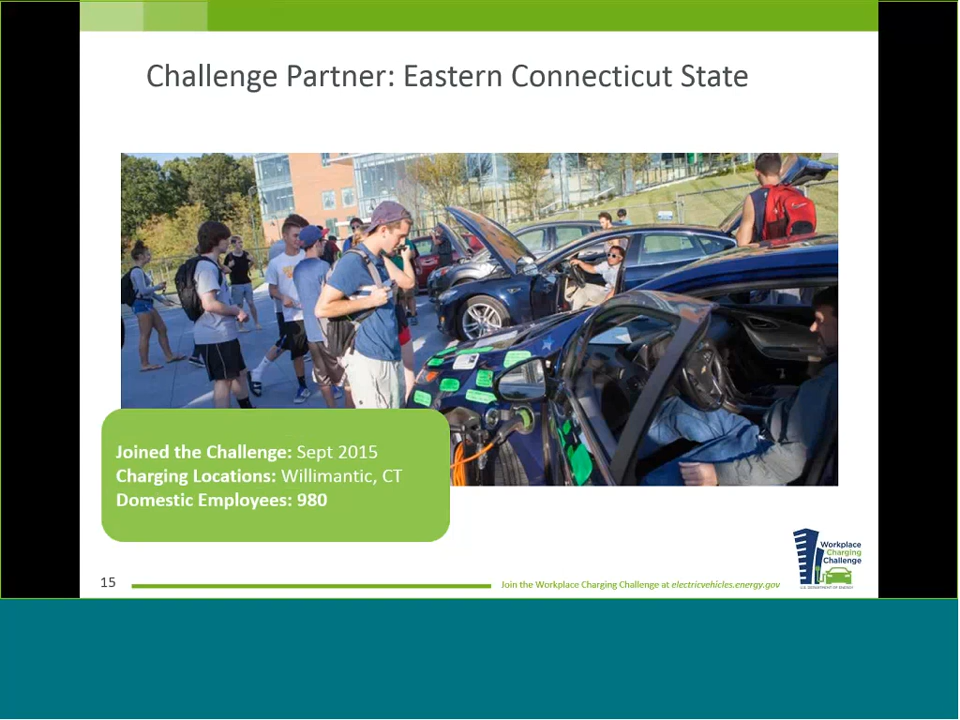 Challenge Partner: Eastern Connecticut State
Joined the Challenge: Sept 2015
Charging Locations: Willimantic, CT
Domestic Employees: 980
15
Join the Workplace Charging Challenge at electricvehicles.energy.gov
Workplace
Charging
Challenge
U.S. DEPARTMENT OF ENERGY